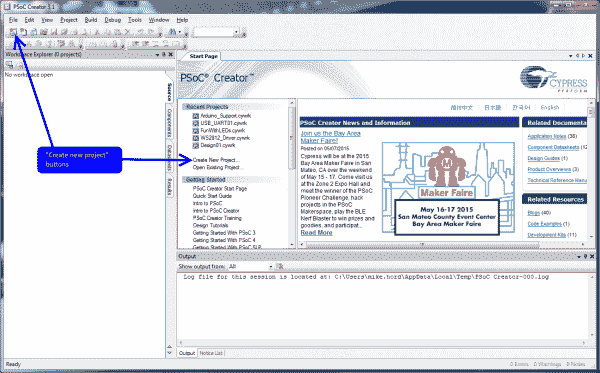 PSoC Creator 3.1
File Edit View Project Build Debug Tools Window Help
Workspace Explorer (0 projects)
No workspace open
Source
Components
Results
"Create new project"
buttons
Start Page
PSoC® Creator™
CYPRESS
PERFORM
Recent Projects
Arduino_Support.cywrk
USB_UART01.cywrk
FunWithLEDs.cywrk
WS2812_Driver.cywrk
Design01.cywrk
Create New Project...
Open Existing Project...
Getting Started
PSoC Creator Start Page
Quick Start Guide
Intro to PSoC
Intro to PSoC Creator
PSoC Creator Training
Design Tutorials
Getting Started With PSoC 3
Getting Started With PSoC 4
Getting Started With PSoC 5LP
简体中文 日本語 한국어 English
PSoC Creator News and Information
Join us the Bay Area
Maker Faire!
Posted on 05/07/2015
Cypress will be at the 2015
Bay Area Maker Faire in San
Mateo, CA over the weekend
of May 15 - 17. Come visit us
at the Zone 2 Expo Hall and
meet the winner of the PSoC
Pioneer Challenge, hack
projects in the PSoC
Makerspace, play the BLE
Nerf Blaster to win prizes and
goodies, and participat...
Read More
Maker Faire
May 16-17 2015
San Mateo County Event Center
Bay Area Maker Faire
Related Documenta
Application Notes (36)
Component Datasheets
Design Guides (1)
Product Overviews (3)
Technical Reference Manu
Related Resources
Blogs (40)
Code Examples (1)
Development Kits (11)
Output
Show output from: All
Log file for this session is located at: C:\Users\mike.hord\AppData\Local\Temp\PSoC Creator-000.log
Output Notice List
Ready
0 Errors 0 Warnings 0 Notes